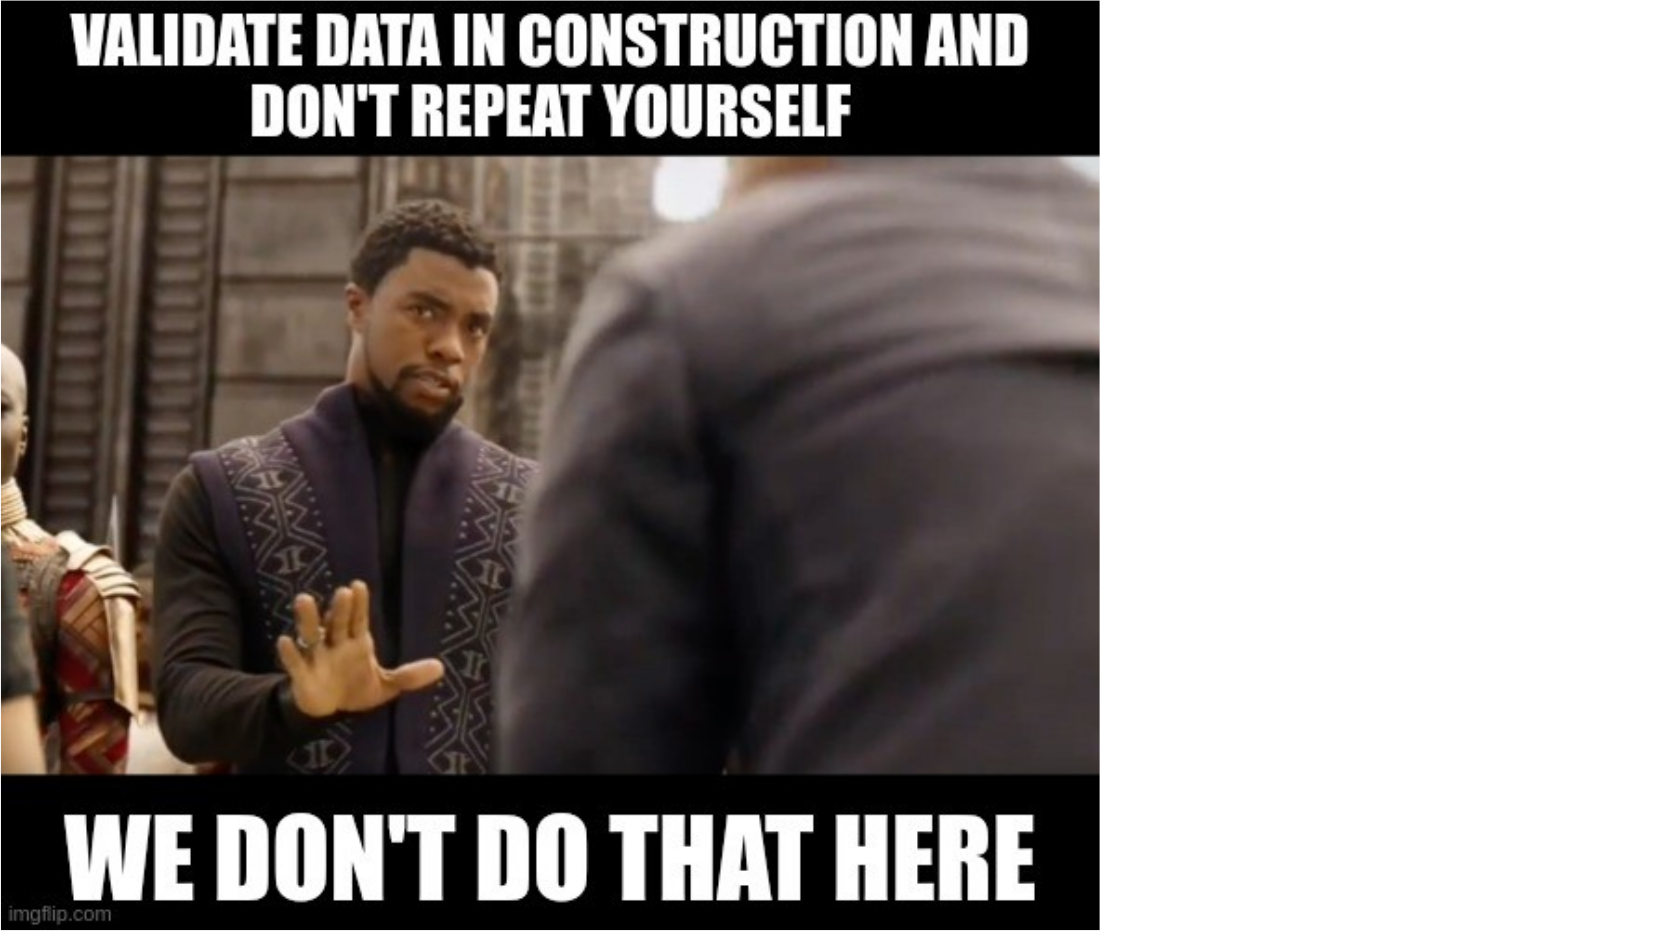 VALIDATE DATA IN CONSTRUCTION AND
DON'T REPEAT YOURSELF
WE DON'T DO THAT HERE
imgflip.com